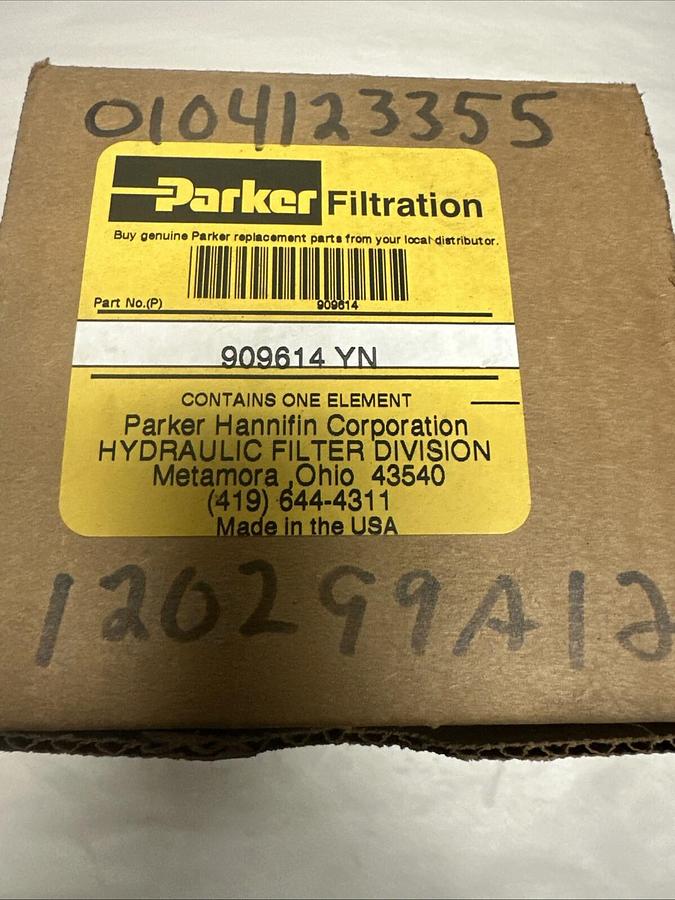 0104123355
Parker Filtration
Buy genuine Parker replacement parts from your local distributor.
Part No.(P) 909614
909614 YN
CONTAINS ONE ELEMENT
Parker Hannifin Corporation
HYDRAULIC FILTER DIVISION
Metamora ,Ohio 43540
(419) 644-4311
Made in the USA
120299A12